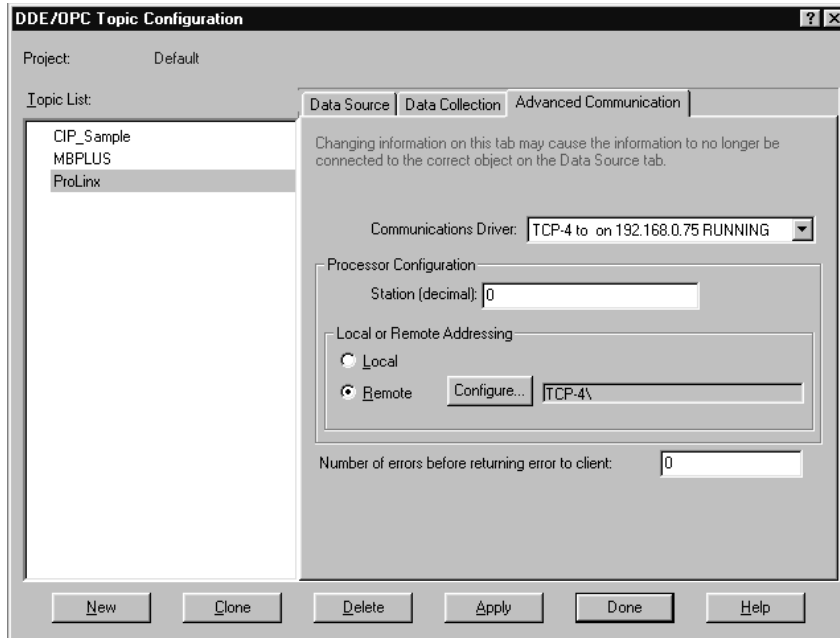 DDE/OPC Topic Configuration
Project: Default
Topic List:
CIP_Sample
MBPLUS
ProLinx
Data Source Data Collection Advanced Communication
Changing information on this tab may cause the information to no longer be
connected to the correct object on the Data Source tab.
Communications Driver: TCP-4 to on 192.168.0.75 RUNNING
Processor Configuration
Station (decimal): 0
Local or Remote Addressing
Local
Remote Configure... TCP-4\
Number of errors before returning error to client: 0
New Clone Delete Apply Done Help